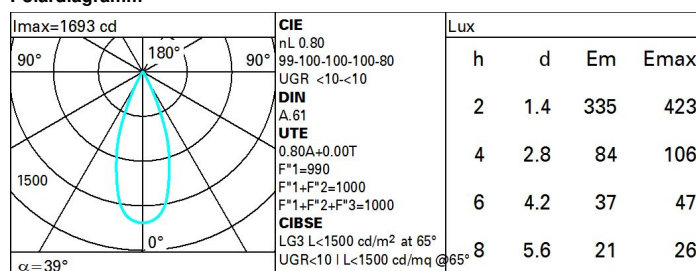 Imax=1693 cd
90°
180°
90°
1500
0°
α=39°
CIE
nL 0.80
99-100-100-100-80
UGR <10-<10
DIN
A.61
UTE
0.80A+0.00T
F"1=990
F"1+F"2=1000
F"1+F"2+F"3=1000
CIBSE
LG3 L<1500 cd/m² at 65°
UGR<10 | L<1500 cd/mq @65°
Lux
h d Em Emax
2 1.4 335 423
4 2.8 84 106
6 4.2 37 47
8 5.6 21 26